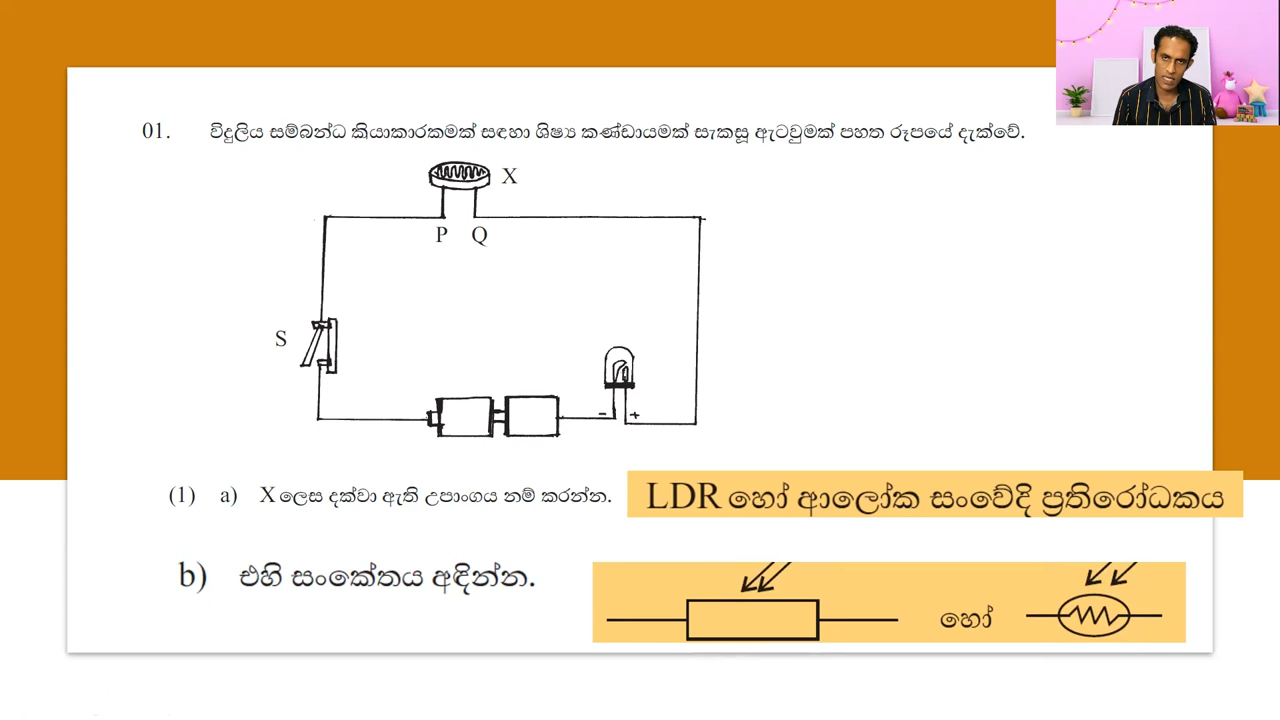 01. විදුලිය සම්බන්ධ ක්‍රියාකාරකමක් සඳහා ශිෂ්‍ය කණ්ඩායමක් සැකසූ ඇටවුමක් පහත රූපයේ දැක්වේ.
X
P Q
S
- +
(1) a) X ලෙස දක්වා ඇති උපාංගය නම් කරන්න. LDR හෝ ආලෝක සංවේදි ප්‍රතිරෝධකය
b) එහි සංකේතය අඳින්න.
හෝ